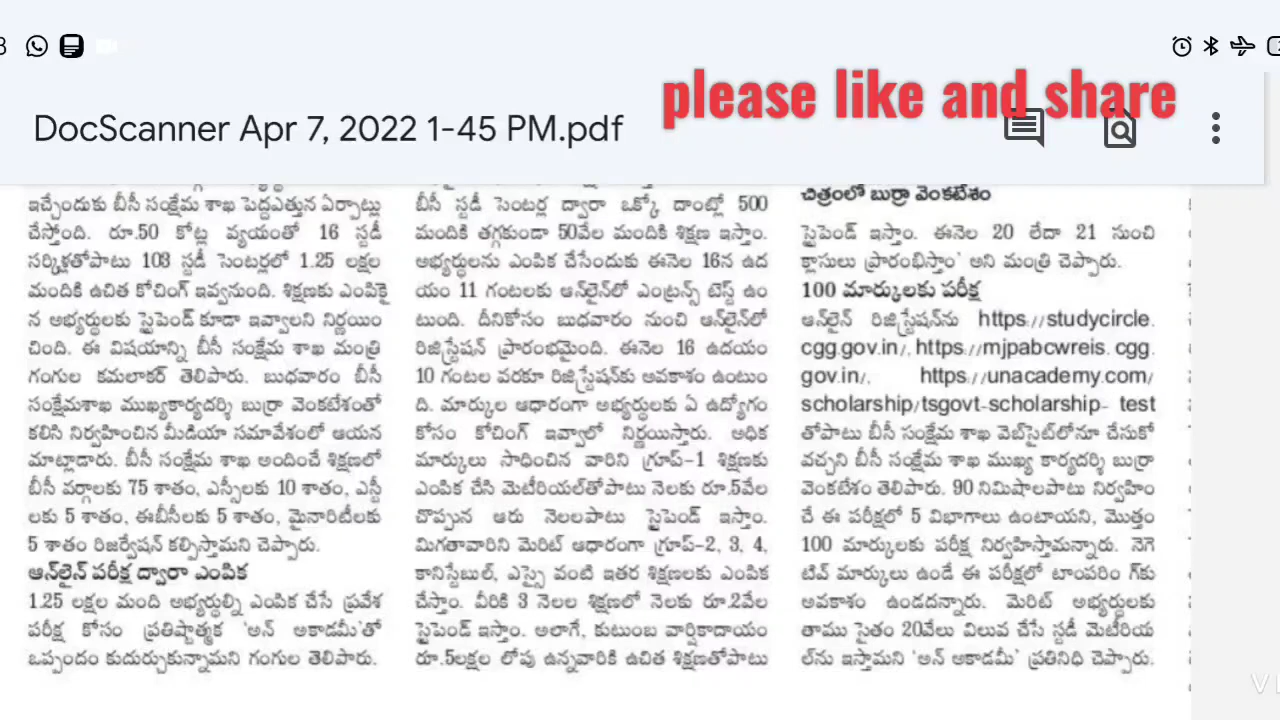 please like and share
DocScanner Apr 7, 2022 1-45 PM.pdf
ఇచ్చేందుకు బీసీ సంక్షేమ శాఖ పెద్దఎత్తున ఏర్పాట్లు
చేస్తోంది. రూ.50 కోట్ల వ్యయంతో 16 స్టడీ
సర్కిళ్లతోపాటు 103 స్టడీ సెంటర్లలో 1.25 లక్షల
మందికి ఉచిత కోచింగ్ ఇవ్వనుంది. శిక్షణకు ఎంపికై
న అభ్యర్థులకు స్టైపెండ్ కూడా ఇవ్వాలని నిర్ణయిం
చింది. ఈ విషయాన్ని బీసీ సంక్షేమ శాఖ మంత్రి
గంగుల కమలాకర్ తెలిపారు. బుధవారం బీసీ
సంక్షేమశాఖ ముఖ్యకార్యదర్శి బుర్రా వెంకటేశంతో
కలిసి నిర్వహించిన మీడియా సమావేశంలో ఆయన
మాట్లాడారు. బీసీ సంక్షేమ శాఖ అందించే శిక్షణలో
బీసీ వర్గాలకు 75 శాతం, ఎస్సీలకు 10 శాతం, ఎస్టీ
లకు 5 శాతం, ఈబీసీలకు 5 శాతం, మైనారిటీలకు
5 శాతం రిజర్వేషన్ కల్పిస్తామని చెప్పారు.
ఆన్‌లైన్ పరీక్ష ద్వారా ఎంపిక
1.25 లక్షల మంది అభ్యర్థుల్ని ఎంపిక చేసే ప్రవేశ
పరీక్ష కోసం ప్రతిష్టాత్మక 'అన్ అకాడమీ'తో
ఒప్పందం కుదుర్చుకున్నామని గంగుల తెలిపారు.
బీసీ స్టడీ సెంటర్ల ద్వారా ఒక్కో దాంట్లో 500
మందికి తగ్గకుండా 50వేల మందికి శిక్షణ ఇస్తాం.
అభ్యర్థులను ఎంపిక చేసేందుకు ఈనెల 16న ఉద
యం 11 గంటలకు ఆన్‌లైన్‌లో ఎంట్రన్స్ టెస్ట్ ఉం
టుంది. దీనికోసం బుధవారం నుంచి ఆన్‌లైన్‌లో
రిజిస్ట్రేషన్ ప్రారంభమైంది. ఈనెల 16 ఉదయం
10 గంటల వరకూ రిజిస్ట్రేషన్‌కు అవకాశం ఉంటుం
ది. మార్కుల ఆధారంగా అభ్యర్థులకు ఏ ఉద్యోగం
కోసం కోచింగ్ ఇవ్వాలో నిర్ణయిస్తారు. అధిక
మార్కులు సాధించిన వారిని గ్రూప్-1 శిక్షణకు
ఎంపిక చేసి మెటీరియల్‌తోపాటు నెలకు రూ.5వేల
చొప్పున ఆరు నెలలపాటు స్టైపెండ్ ఇస్తాం.
మిగతావారిని మెరిట్ ఆధారంగా గ్రూప్-2, 3, 4,
కానిస్టేబుల్, ఎస్సై వంటి ఇతర శిక్షణలకు ఎంపిక
చేస్తాం. వీరికి 3 నెలల శిక్షణలో నెలకు రూ.2వేల
స్టైపెండ్ ఇస్తాం. అలాగే, కుటుంబ వార్షికాదాయం
రూ.5లక్షల లోపు ఉన్నవారికి ఉచిత శిక్షణతోపాటు
చిత్రంలో బుర్రా వెంకటేశం
స్టైపెండ్ ఇస్తాం. ఈనెల 20 లేదా 21 నుంచి
క్లాసులు ప్రారంభిస్తాం' అని మంత్రి చెప్పారు.
100 మార్కులకు పరీక్ష
ఆన్‌లైన్ రిజిస్ట్రేషన్‌ను https://studycircle.
cgg.gov.in/, https://mjpabcwreis. cgg.
gov.in/, https://unacademy.com/
scholarship/tsgovt-scholarship- test
తోపాటు బీసీ సంక్షేమ శాఖ వెబ్‌సైట్‌లోనూ చేసుకో
వచ్చని బీసీ సంక్షేమ శాఖ ముఖ్య కార్యదర్శి బుర్రా
వెంకటేశం తెలిపారు. 90 నిమిషాలపాటు నిర్వహిం
చే ఈ పరీక్షలో 5 విభాగాలు ఉంటాయని, మొత్తం
100 మార్కులకు పరీక్ష నిర్వహిస్తామన్నారు. నెగె
టివ్ మార్కులు ఉండే ఈ పరీక్షలో టాంపరిం గ్‌కు
అవకాశం ఉండదన్నారు. మెరిట్ అభ్యర్థులకు
తాము సైతం 20వేలు విలువ చేసే స్టడీ మెటీరియ
ల్‌ను ఇస్తామని 'అన్ అకాడమీ' ప్రతినిధి చెప్పారు.